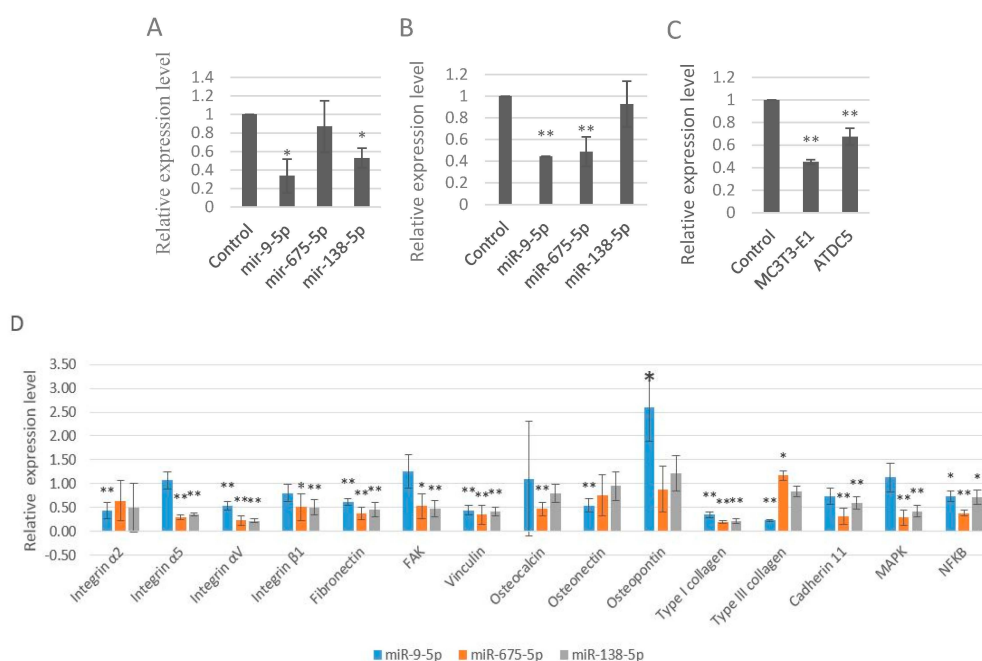 A
Relative expression level
1.4
1.2
1
0.8
0.6
0.4
0.2
0
*
*
Control
mir-9-5p
mir-675-5p
mir-138-5p
B
Relative expression level
1.2
1
0.8
0.6
0.4
0.2
0
**
**
Control
miR-9-5p
miR-675-5p
miR-138-5p
C
Relative expression level
1.2
1
0.8
0.6
0.4
0.2
0
**
**
Control
MC3T3-E1
ATDC5
D
Relative expression level
3.50
3.00
2.50
2.00
1.50
1.00
0.50
0.00
-0.50
** ** ** ** ** ** * ** ** ** ** * ** ** ** ** ** ** * ** ** ** ** * ** ** ** ** * ** *
Integrin α2
Integrin α5
Integrin αV
Integrin β1
Fibronectin
FAK
Vinculin
Osteocalcin
Osteonectin
Osteopontin
Type I collagen
Type III collagen
Cadherin 11
MAPK
NFKB
miR-9-5p miR-675-5p miR-138-5p